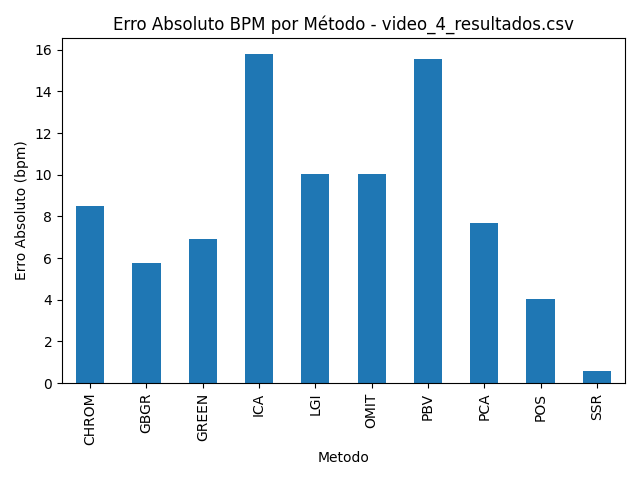 Erro Absoluto BPM por Método - video_4_resultados.csv
Erro Absoluto (bpm)
16
14
12
10
8
6
4
2
0
CHROM
GBGR
GREEN
ICA
LGI
OMIT
PBV
PCA
POS
SSR
Metodo